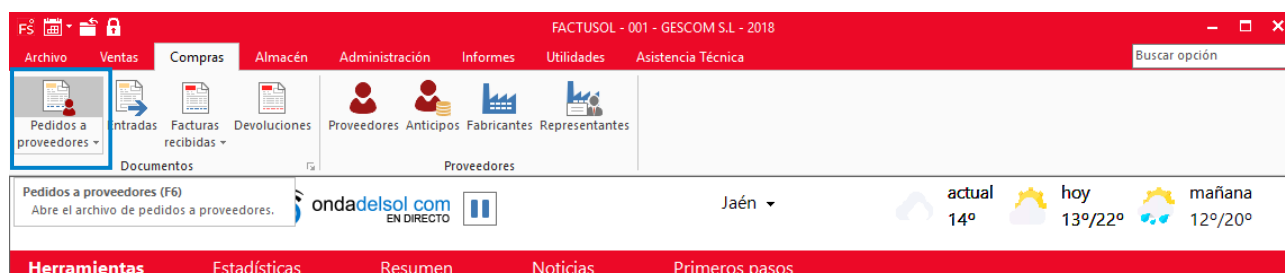 FS
FACTUSOL - 001 - GESCOM S.L - 2018
Archivo Ventas Compras Almacén Administración Informes Utilidades Asistencia Técnica Buscar opción
Pedidos a proveedores
Entradas
Facturas recibidas
Devoluciones
Proveedores
Anticipos
Fabricantes
Representantes
Documentos
Proveedores
Pedidos a proveedores (F6)
Abre el archivo de pedidos a proveedores.
ondadelsol com
EN DIRECTO
Jaén
actual
14º
hoy
13º/22º
mañana
12º/20º
Herramientas Estadísticas Resumen Noticias Primeros pasos